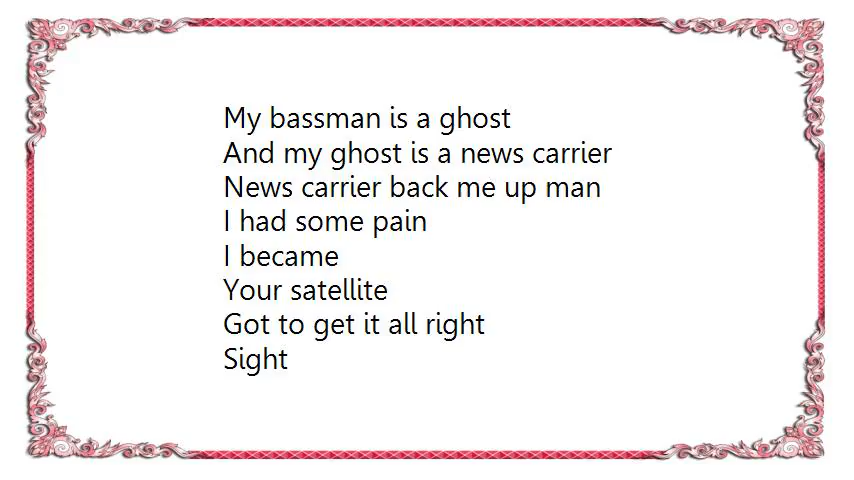 My bassman is a ghost
And my ghost is a news carrier
News carrier back me up man
I had some pain
I became
Your satellite
Got to get it all right
Sight